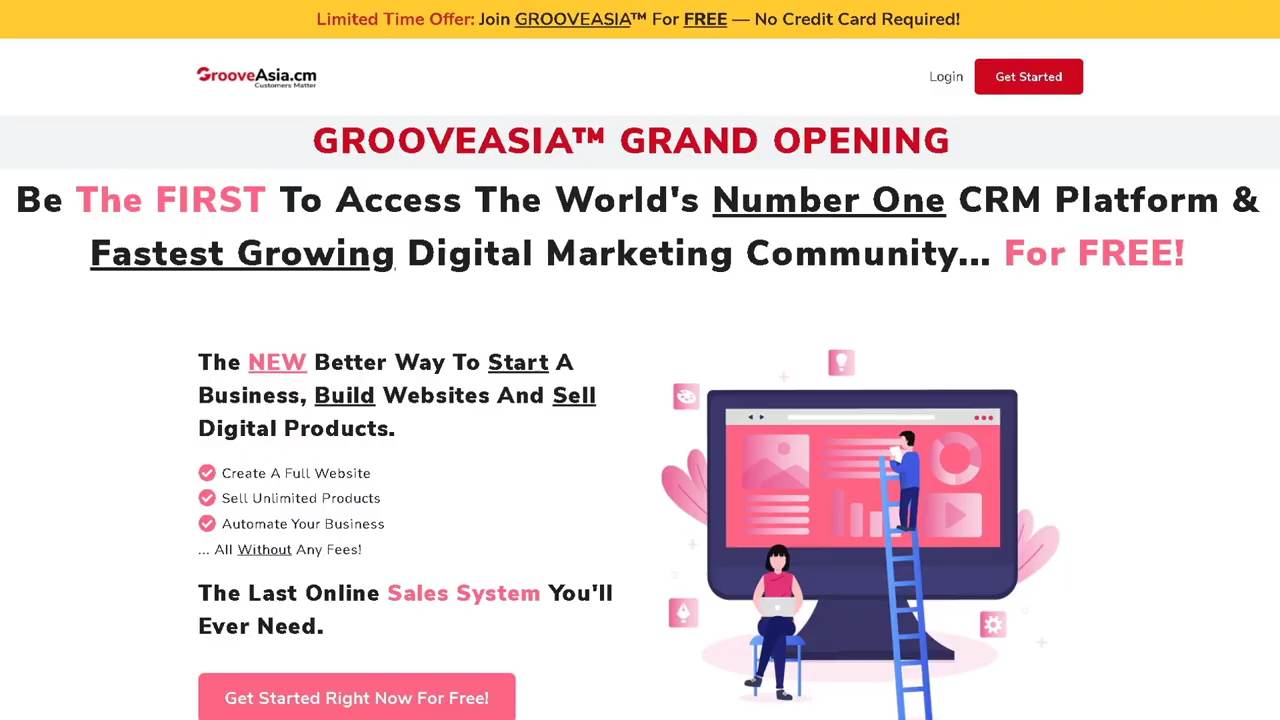 Limited Time Offer: Join GROOVEASIA™ For FREE — No Credit Card Required!
GrooveAsia.cm
Customers Matter
Login
Get Started
GROOVEASIA™ GRAND OPENING
Be The FIRST To Access The World's Number One CRM Platform &
Fastest Growing Digital Marketing Community... For FREE!
The NEW Better Way To Start A
Business, Build Websites And Sell
Digital Products.
Create A Full Website
Sell Unlimited Products
Automate Your Business
... All Without Any Fees!
The Last Online Sales System You'll
Ever Need.
Get Started Right Now For Free!